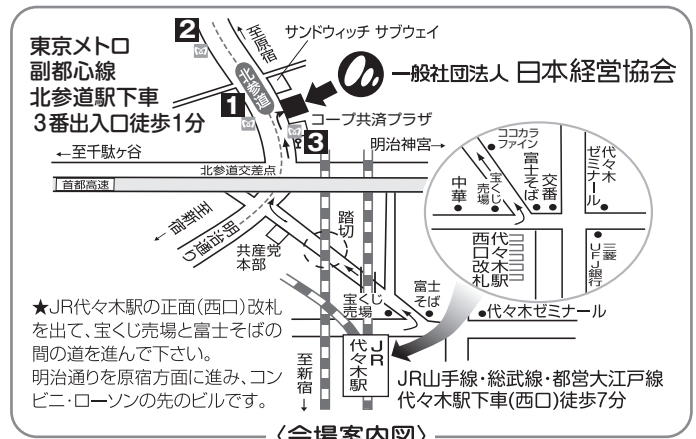 東京メトロ
副都心線
北参道駅下車
3番出入口徒歩1分
2
至原宿
サンドウィッチ サブウェイ
北参道
1
一般社団法人 日本経営協会
コープ共済プラザ
3
明治神宮→
←至千駄ヶ谷
北参道交差点
首都高速
至新宿
明治通り
共産党
本部
踏切
ココカラ
ファイン
中華
宝くじ
売場
富士そば
交番
代々木
ゼミナール
代々木駅
西口改札
三菱
UFJ銀行
宝くじ
売場
富士
そば
代々木ゼミナール
★JR代々木駅の正面(西口)改札
を出て、宝くじ売場と富士そばの
間の道を進んで下さい。
明治通りを原宿方面に進み、コン
ビニ・ローソンの先のビルです。
至新宿
JR
代々木駅
JR山手線・総武線・都営大江戸線
代々木駅下車(西口)徒歩7分
〈会場案内図〉